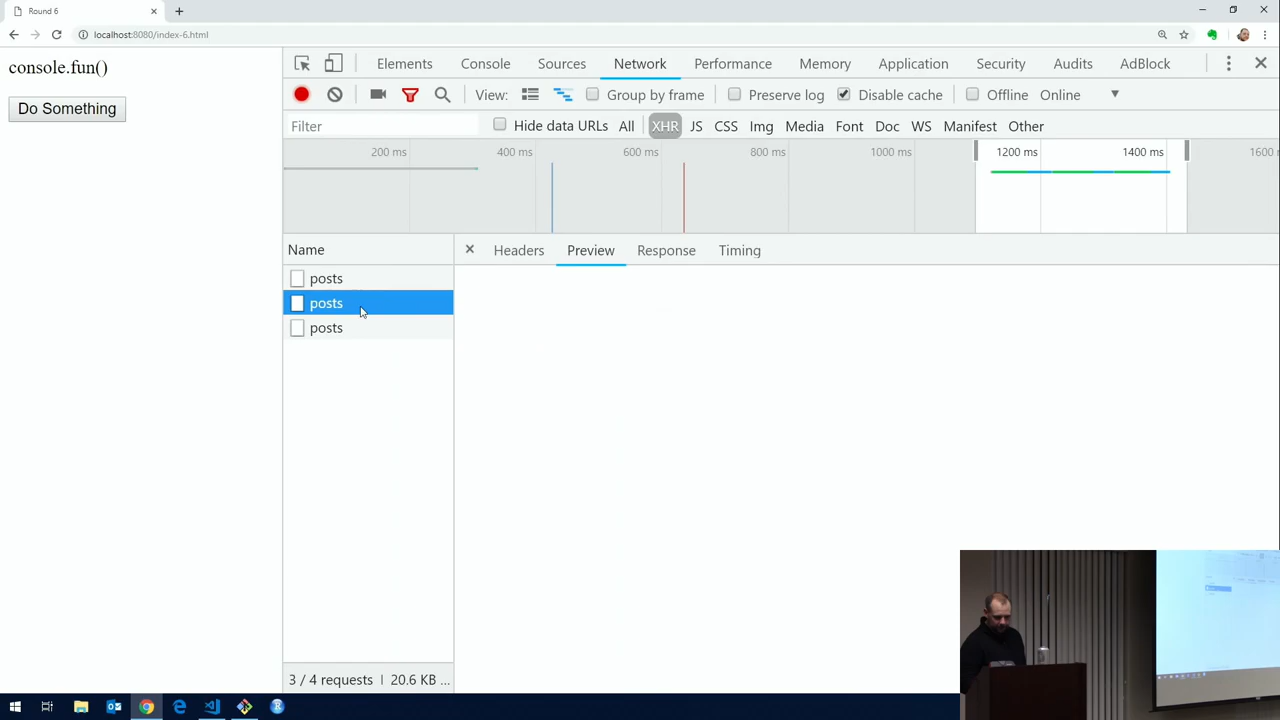 Round 6
localhost:8080/index-6.html
console.fun()
Do Something
Elements Console Sources Network Performance Memory Application Security Audits AdBlock
View: Group by frame Preserve log Disable cache Offline Online
Filter Hide data URLs All XHR JS CSS Img Media Font Doc WS Manifest Other
200 ms 400 ms 600 ms 800 ms 1000 ms 1200 ms 1400 ms 1600
Name Headers Preview Response Timing
posts
posts
posts
3 / 4 requests | 20.6 KB ...